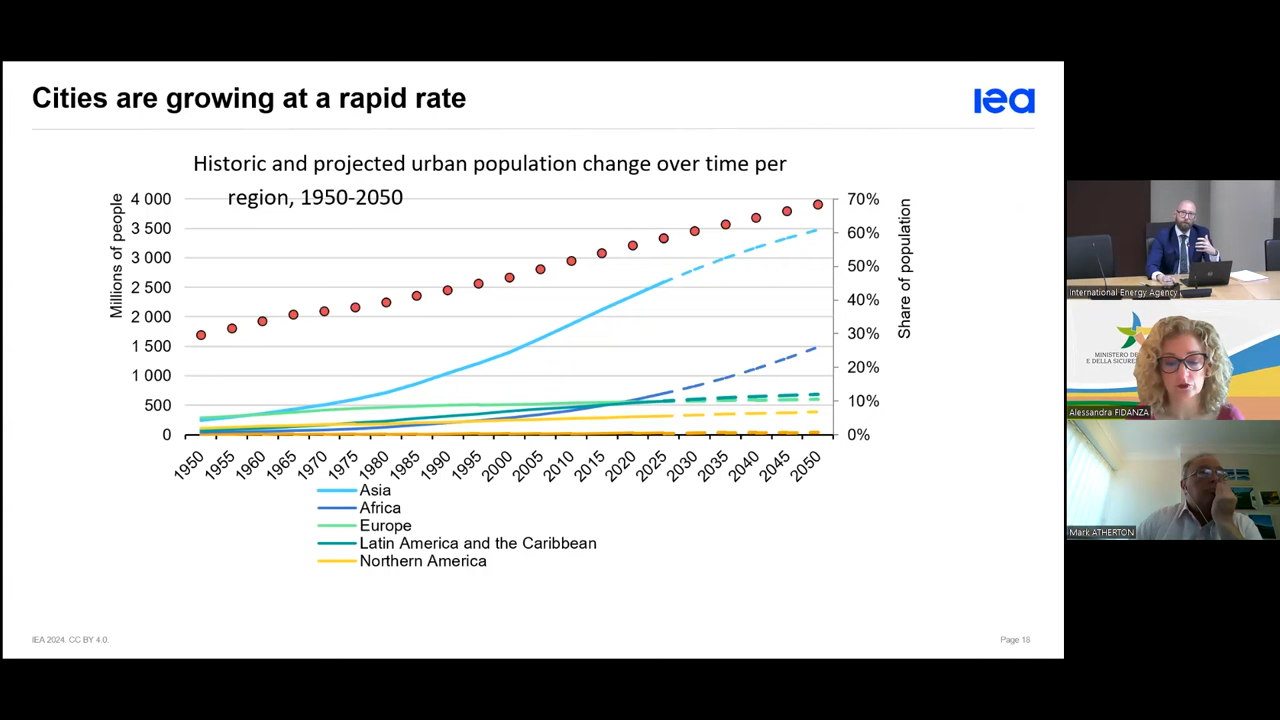 Cities are growing at a rapid rate
iea
Historic and projected urban population change over time per
region, 1950-2050
Millions of people
4 000
3 500
3 000
2 500
2 000
1 500
1 000
500
0
70%
60%
50%
40%
30%
20%
10%
0%
Share of population
1950 1955 1960 1965 1970 1975 1980 1985 1990 1995 2000 2005 2010 2015 2020 2025 2030 2035 2040 2045 2050
Asia
Africa
Europe
Latin America and the Caribbean
Northern America
IEA 2024. CC BY 4.0.
Page 18
International Energy Agency
MINISTERO DE
E DELLA SICURE
Alessandra FIDANZA
Mark ATHERTON